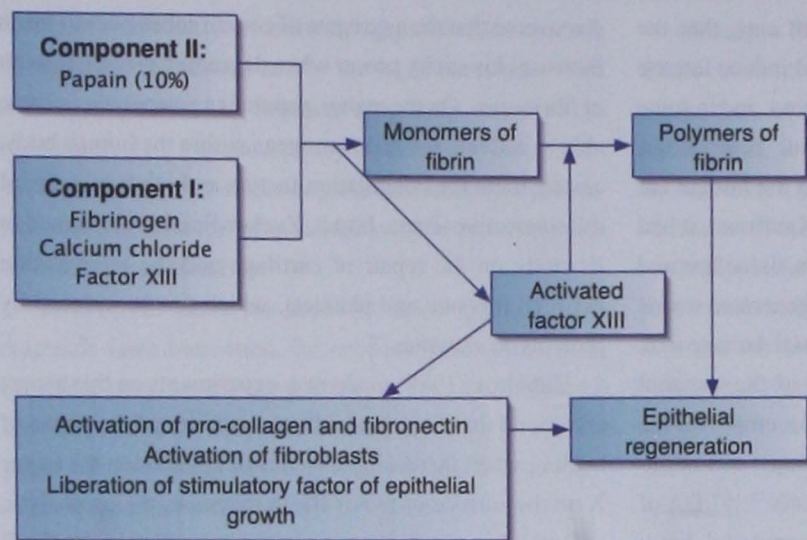 Component II:
Papain (10%)
Component I:
Fibrinogen
Calcium chloride
Factor XIII
Monomers of
fibrin
Polymers of
fibrin
Activated
factor XIII
Activation of pro-collagen and fibronectin
Activation of fibroblasts
Liberation of stimulatory factor of epithelial
growth
Epithelial
regeneration